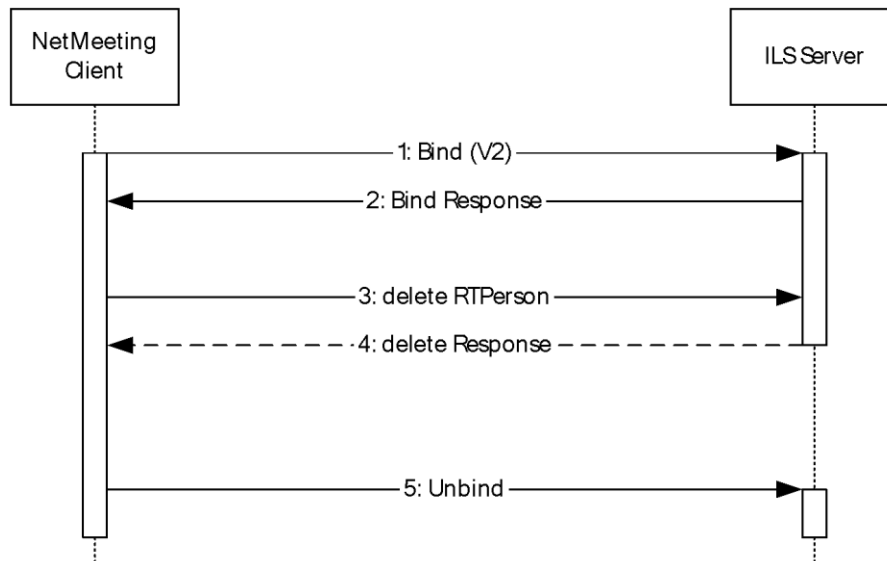 NetMeeting
Client
ILS Server
1: Bind (V2)
2: Bind Response
3: delete RTPerson
4: delete Response
5: Unbind